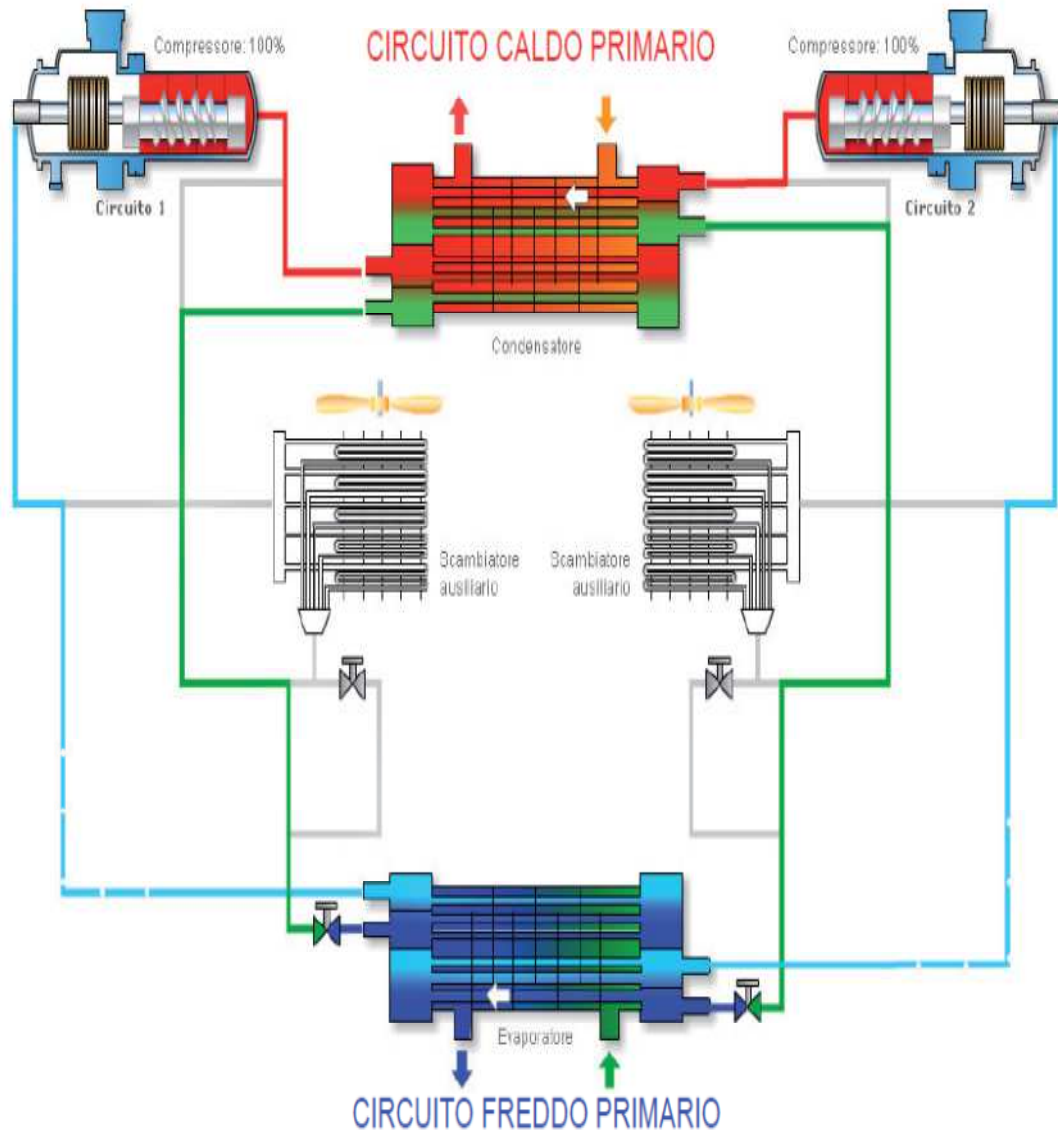 Compressore: 100%
CIRCUITO CALDO PRIMARIO
Compressore: 100%
Circuito 1
Circuito 2
Condensatore
Scambiatore
ausiliario
Scambiatore
ausiliario
Evaporatore
CIRCUITO FREDDO PRIMARIO